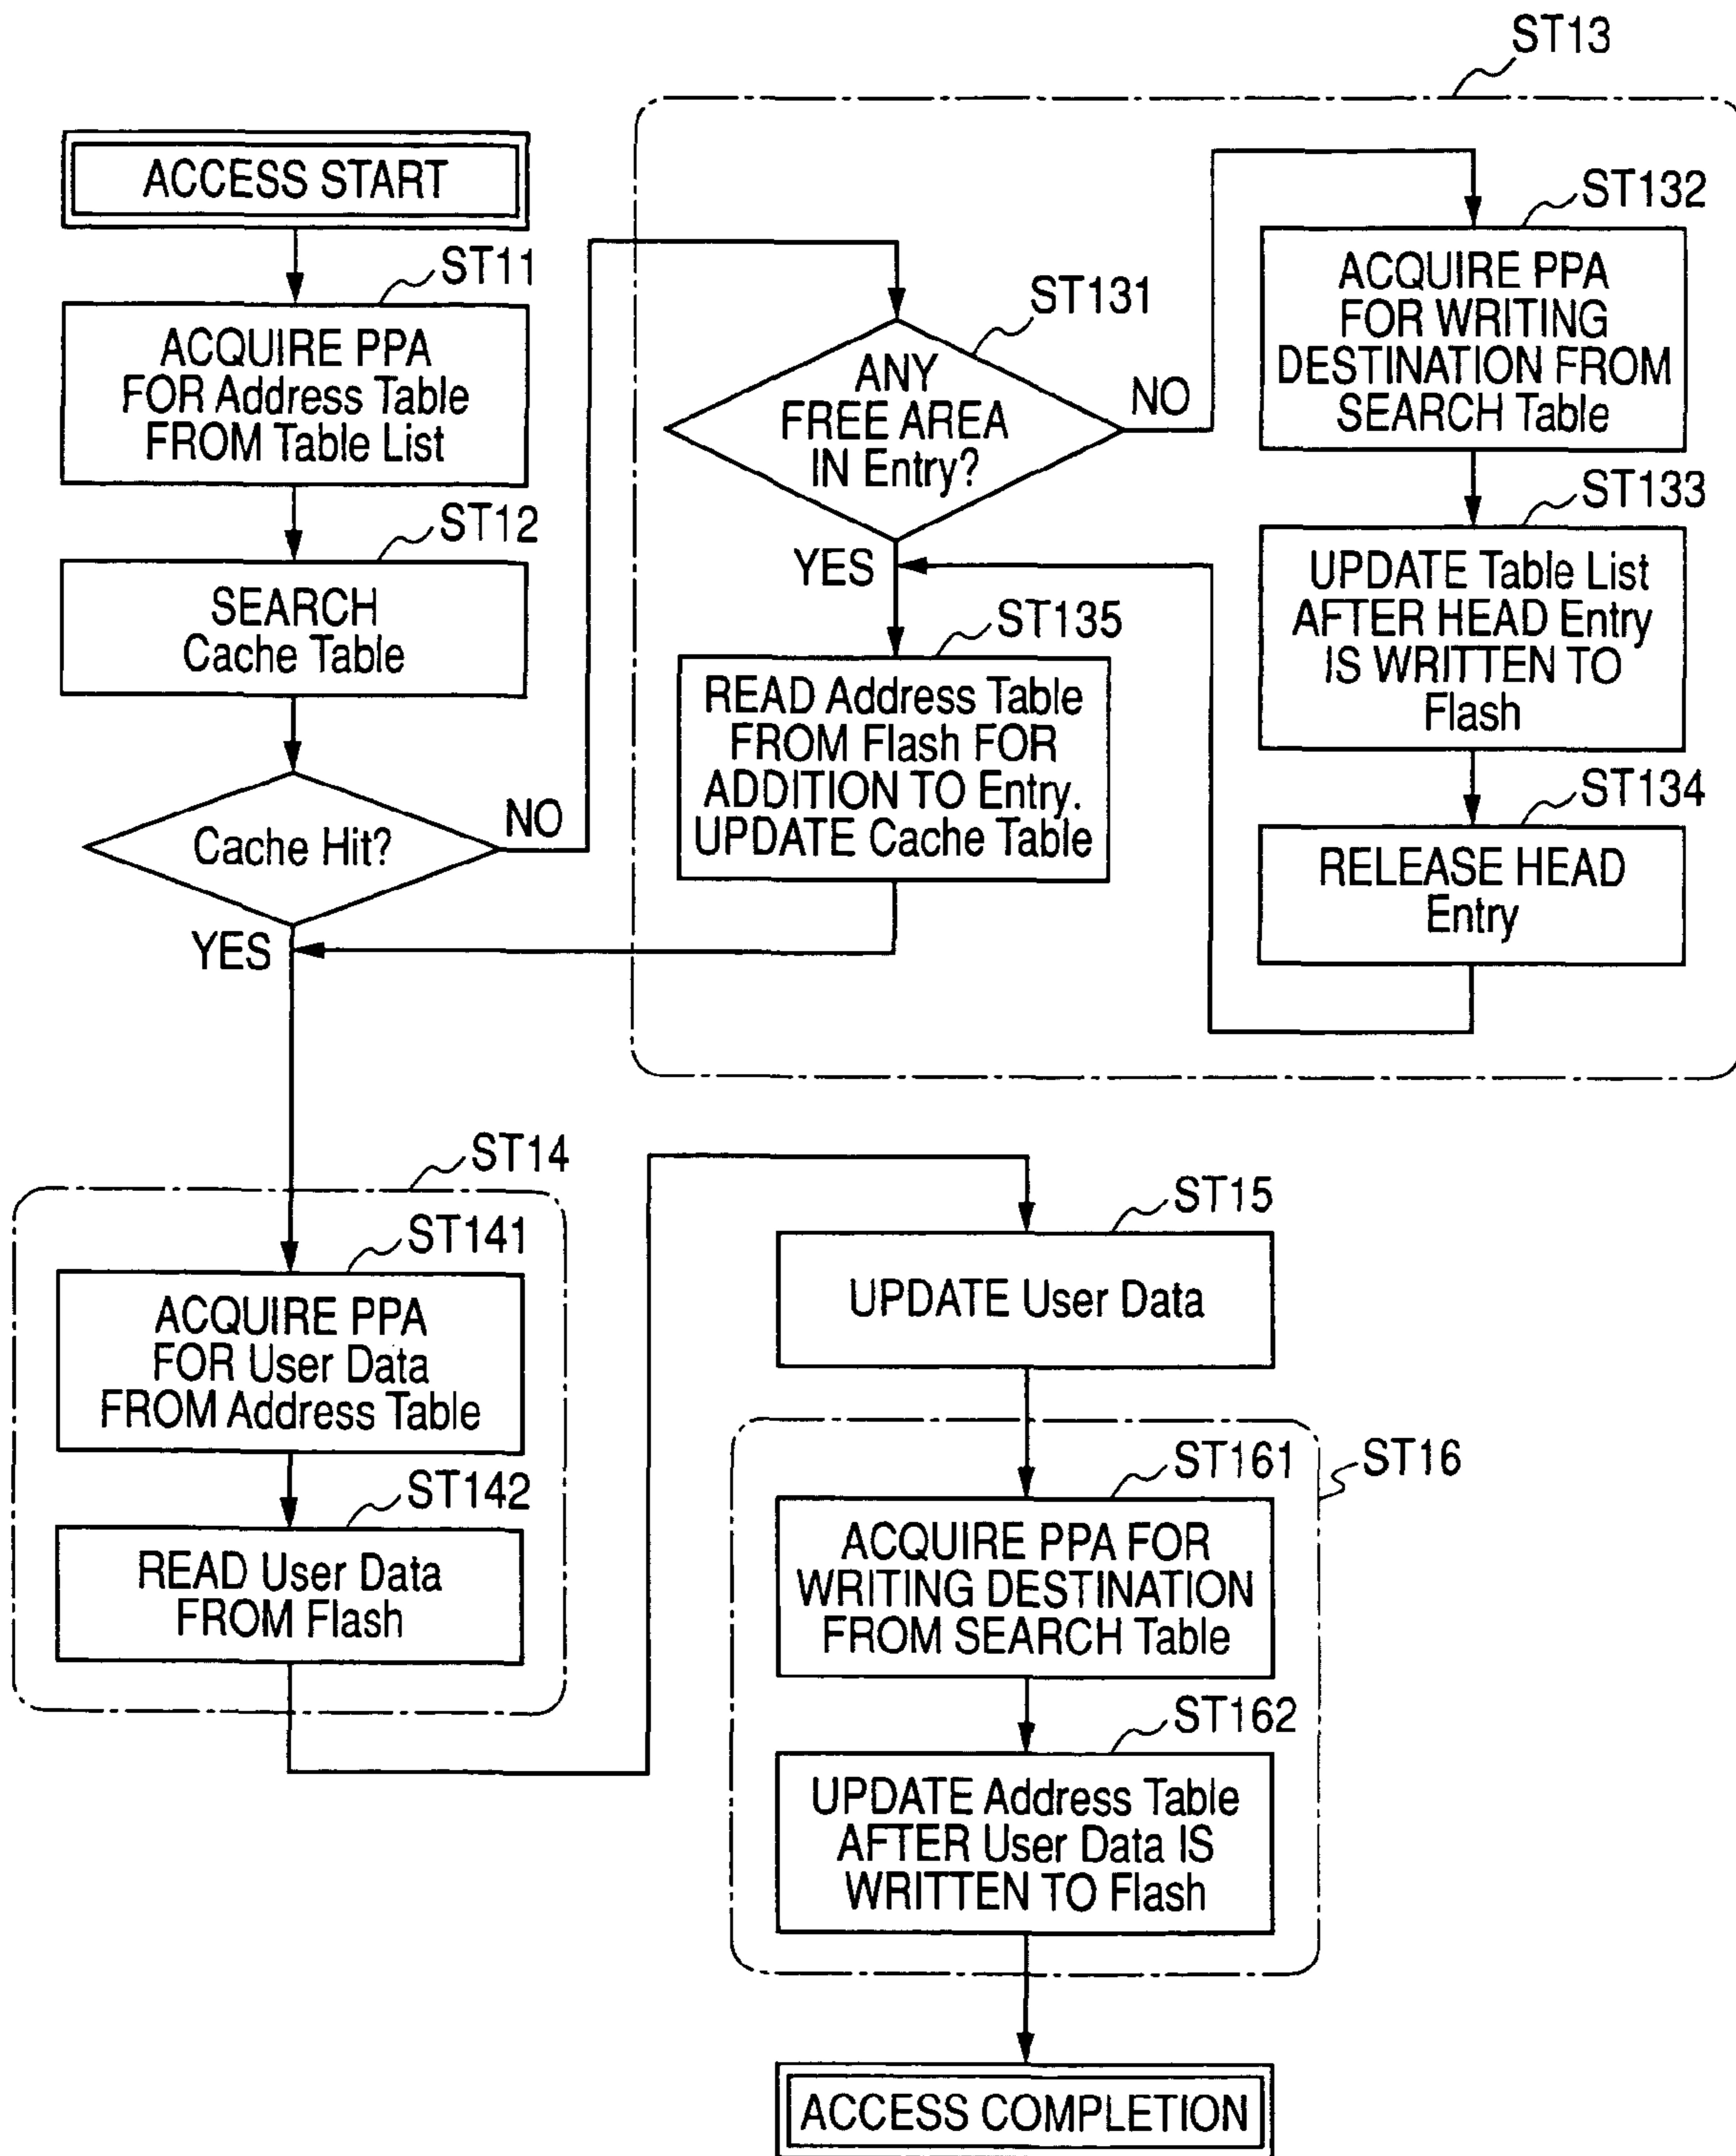 ACCESS START
ST11
ACQUIRE PPA
FOR Address Table
FROM Table List
ST12
SEARCH
Cache Table
Cache Hit?
NO
YES
ST13
ST131
ANY
FREE AREA
IN Entry?
NO
YES
ST132
ACQUIRE PPA
FOR WRITING
DESTINATION FROM
SEARCH Table
ST133
UPDATE Table List
AFTER HEAD Entry
IS WRITTEN TO
Flash
ST134
RELEASE HEAD
Entry
ST135
READ Address Table
FROM Flash FOR
ADDITION TO Entry.
UPDATE Cache Table
ST14
ST141
ACQUIRE PPA
FOR User Data
FROM Address Table
ST142
READ User Data
FROM Flash
ST15
UPDATE User Data
ST16
ST161
ACQUIRE PPA FOR
WRITING DESTINATION
FROM SEARCH Table
ST162
UPDATE Address Table
AFTER User Data IS
WRITTEN TO Flash
ACCESS COMPLETION